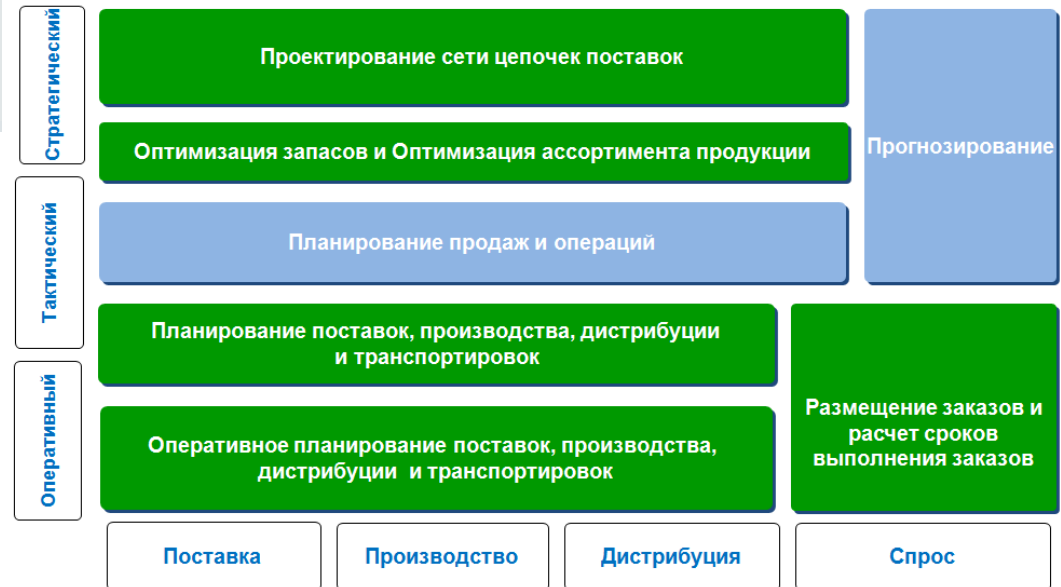 Стратегический
Проектирование сети цепочек поставок
Оптимизация запасов и Оптимизация ассортимента продукции
Прогнозирование
Тактический
Планирование продаж и операций
Планирование поставок, производства, дистрибуции
и транспортировок
Оперативный
Оперативное планирование поставок, производства,
дистрибуции и транспортировок
Размещение заказов и
расчет сроков
выполнения заказов
Поставка
Производство
Дистрибуция
Спрос